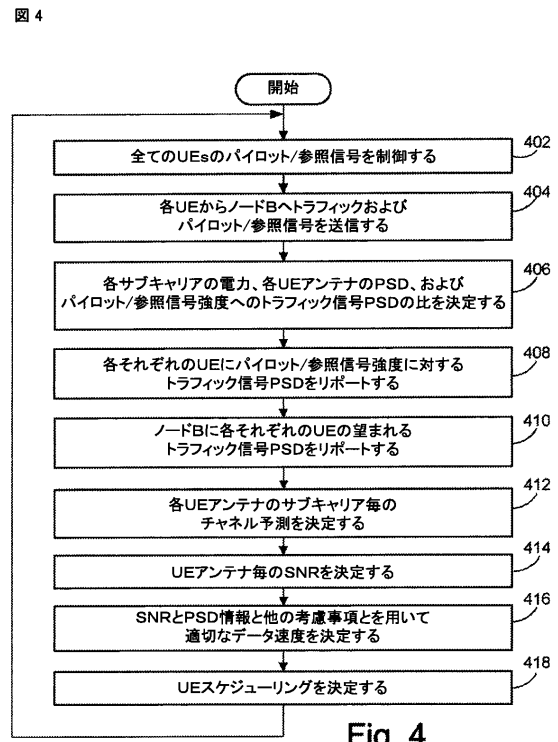 図 4
開始
全てのUEsのパイロット/参照信号を制御する
402
各UEからノードBへトラフィックおよび
パイロット/参照信号を送信する
404
各サブキャリアの電力、各UEアンテナのPSD、および
パイロット/参照信号強度へのトラフィック信号PSDの比を決定する
406
各それぞれのUEにパイロット/参照信号強度に対する
トラフィック信号PSDをリポートする
408
ノードBに各それぞれのUEの望まれる
トラフィック信号PSDをリポートする
410
各UEアンテナのサブキャリア毎の
チャネル予測を決定する
412
UEアンテナ毎のSNRを決定する
414
SNRとPSD情報と他の考慮事項とを用いて
適切なデータ速度を決定する
416
UEスケジューリングを決定する
418
Fig. 4